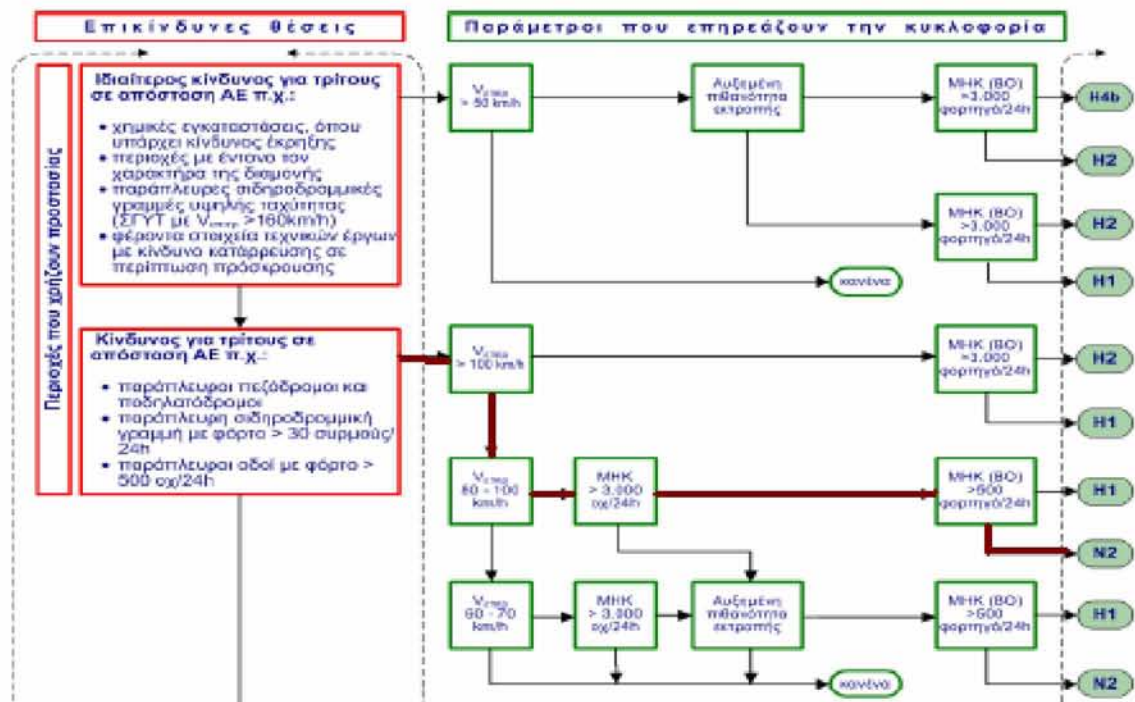 Επικίνδυνες θέσεις
Παράμετροι που επηρεάζουν την κυκλοφορία
Περιοχές που χρήζουν προστασίας
Ιδιαίτερος κίνδυνος για τρίτους
σε απόσταση ΑΕ π.χ.:
• χημικές εγκαταστάσεις, όπου
υπάρχει κίνδυνος έκρηξης
• περιοχές με έντονο τον
χαρακτήρα της διαμονής
• παράπλευρες σιδηροδρομμικές
γραμμές υψηλής ταχύτητας
(ΣΓΥΤ με Vεπιτρ >160km/h)
• φέροντα στοιχεία τεχνικών έργων
με κίνδυνο κατάρρευσης σε
περίπτωση πρόσκρουσης
Vεπιτρ
> 50 km/h
Αυξημένη
πιθανότητα
εκτροπής
ΜΗΚ (ΒΟ)
>3.000
φορτηγά/24h
H4b
H2
ΜΗΚ (ΒΟ)
>3.000
φορτηγά/24h
H2
H1
κανένα
Κίνδυνος για τρίτους σε
απόσταση ΑΕ π.χ.:
• παράπλευροι πεζόδρομοι και
ποδηλατόδρομοι
• παράπλευρη σιδηροδρομμική
γραμμή με φόρτο > 30 συρμούς/
24h
• παράπλευροι οδοί με φόρτο >
500 οχ/24h
Vεπιτρ
> 100 km/h
ΜΗΚ (ΒΟ)
>3.000
φορτηγά/24h
H2
H1
Vεπιτρ
- 100
km/h
ΜΗΚ
> 3.000
οχ/24h
ΜΗΚ (ΒΟ)
>500
φορτηγά/24h
H1
N2
Vεπιτρ
60 - 70
km/h
ΜΗΚ
> 3.000
οχ/24h
Αυξημένη
πιθανότητα
εκτροπής
ΜΗΚ (ΒΟ)
>500
φορτηγά/24h
H1
N2
κανένα